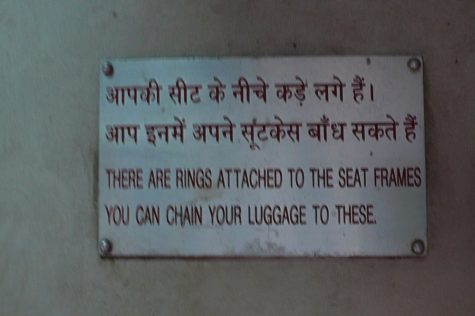 आपकी सीट के नीचे कड़ें लगे हैं।
आप इनमें अपने सूंटकेस बाँध सकते हैं
THERE ARE RINGS ATTACHED TO THE SEAT FRAMES
YOU CAN CHAIN YOUR LUGGAGE TO THESE.